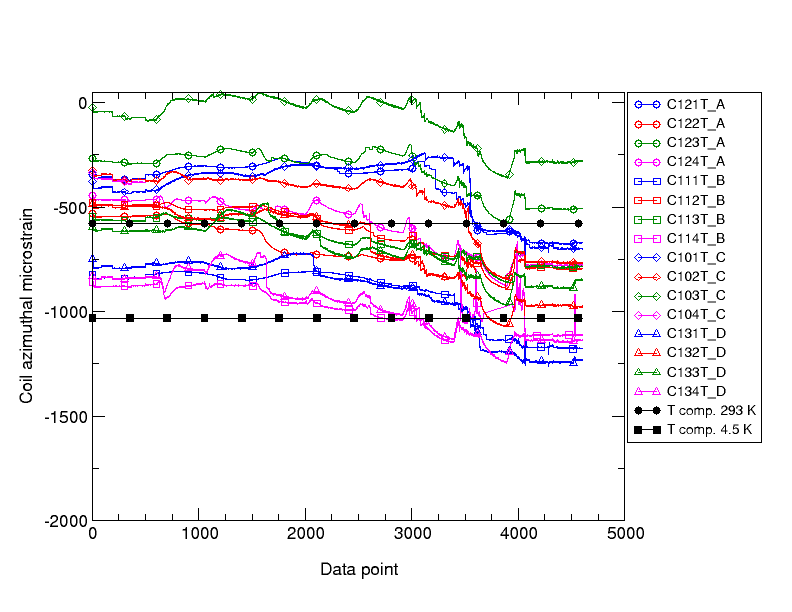 0
-500
-1000
-1500
-2000
0
1000
2000
3000
4000
5000
Coil azimuthal microstrain
Data point
C121T_A
C122T_A
C123T_A
C124T_A
C111T_B
C112T_B
C113T_B
C114T_B
C101T_C
C102T_C
C103T_C
C104T_C
C131T_D
C132T_D
C133T_D
C134T_D
T comp. 293 K
T comp. 4.5 K